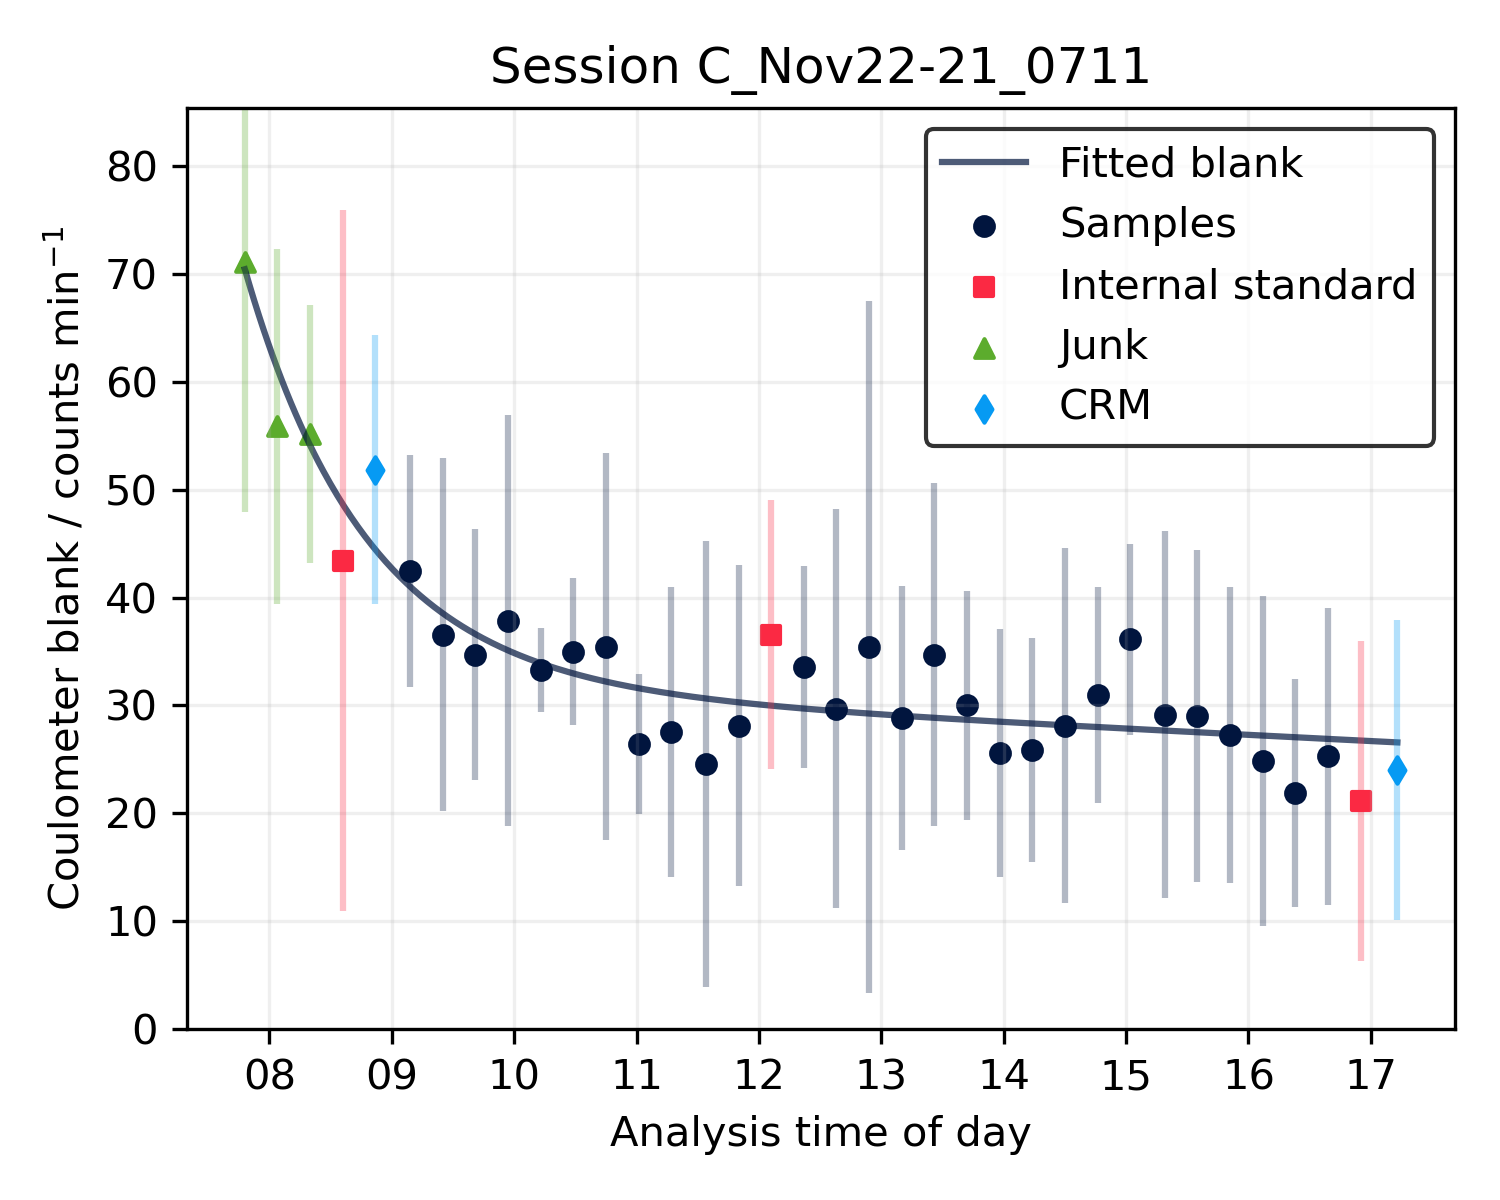 Session C_Nov22-21_0711
Fitted blank
Samples
Internal standard
Junk
CRM
Coulometer blank / counts min⁻¹
80
70
60
50
40
30
20
10
0
08 09 10 11 12 13 14 15 16 17
Analysis time of day